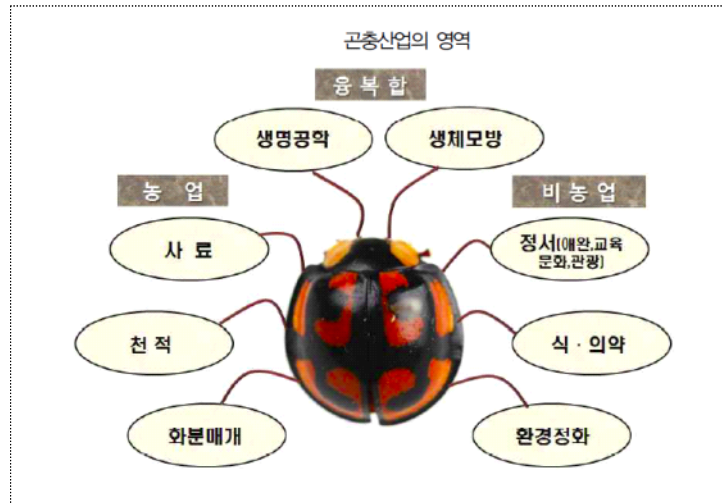 곤충산업의 영역
융 복 합
생명공학
생체모방
농 업
비 농 업
사 료
정서[애완,교육
문화,관광]
천 적
식 · 의약
화분매개
환경정화